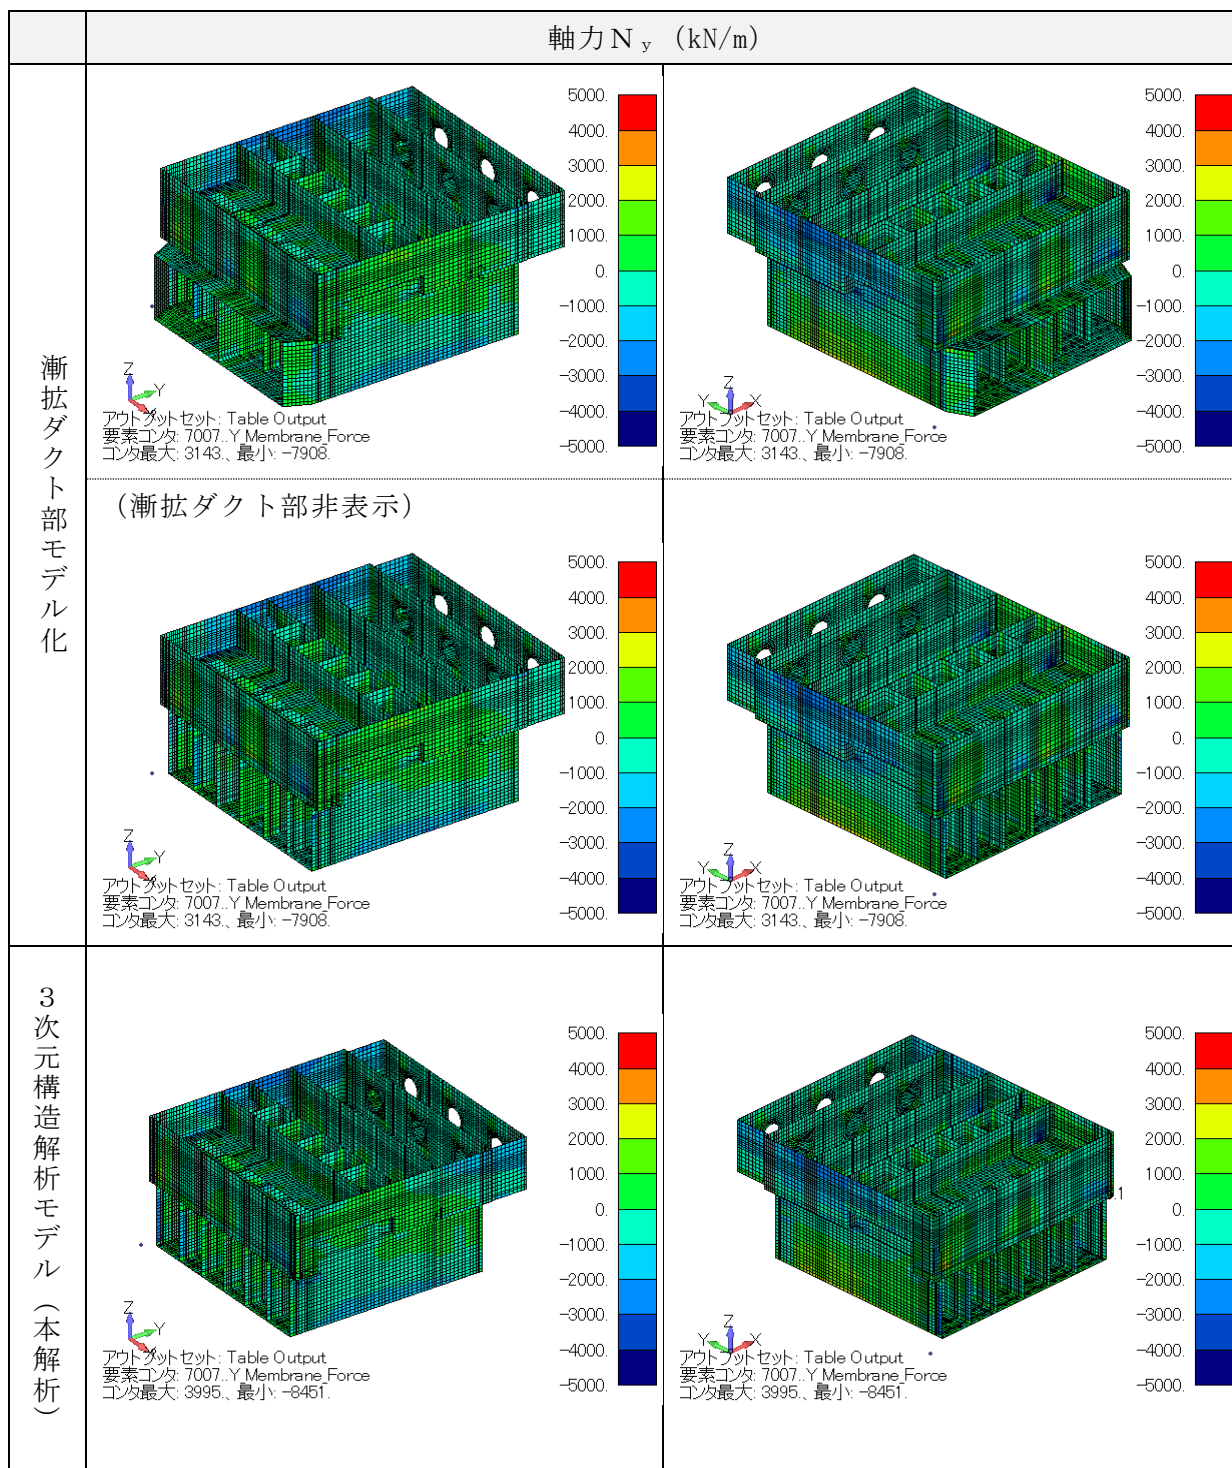 軸力Ｎy (kN/m)
漸拡ダクト部モデル化
5000.
4000.
3000.
2000.
1000.
0.
-1000.
-2000.
-3000.
-4000.
-5000.
Z
Y
アウトプットセット: Table Output
要素コンタ: 7007..Y Membrane Force
コンタ最大: 3143.、最小: -7908.
5000.
4000.
3000.
2000.
1000.
0.
-1000.
-2000.
-3000.
-4000.
-5000.
Z
Y X
アウトプットセット: Table Output
要素コンタ: 7007..Y Membrane Force
コンタ最大: 3143.、最小: -7908.
(漸拡ダクト部非表示)
5000.
4000.
3000.
2000.
1000.
0.
-1000.
-2000.
-3000.
-4000.
-5000.
Z
Y
アウトプットセット: Table Output
要素コンタ: 7007..Y Membrane Force
コンタ最大: 3143.、最小: -7908.
5000.
4000.
3000.
2000.
1000.
0.
-1000.
-2000.
-3000.
-4000.
-5000.
Z
Y X
アウトプットセット: Table Output
要素コンタ: 7007..Y Membrane Force
コンタ最大: 3143.、最小: -7908.
３次元構造解析モデル（本解析）
5000.
4000.
3000.
2000.
1000.
0.
-1000.
-2000.
-3000.
-4000.
-5000.
Z
Y
アウトプットセット: Table Output
要素コンタ: 7007..Y Membrane Force
コンタ最大: 3995.、最小: -8451.
5000.
4000.
3000.
2000.
1000.
0.
-1000.
-2000.
-3000.
-4000.
-5000.
.1
Z
Y X
アウトプットセット: Table Output
要素コンタ: 7007..Y Membrane Force
コンタ最大: 3995.、最小: -8451.